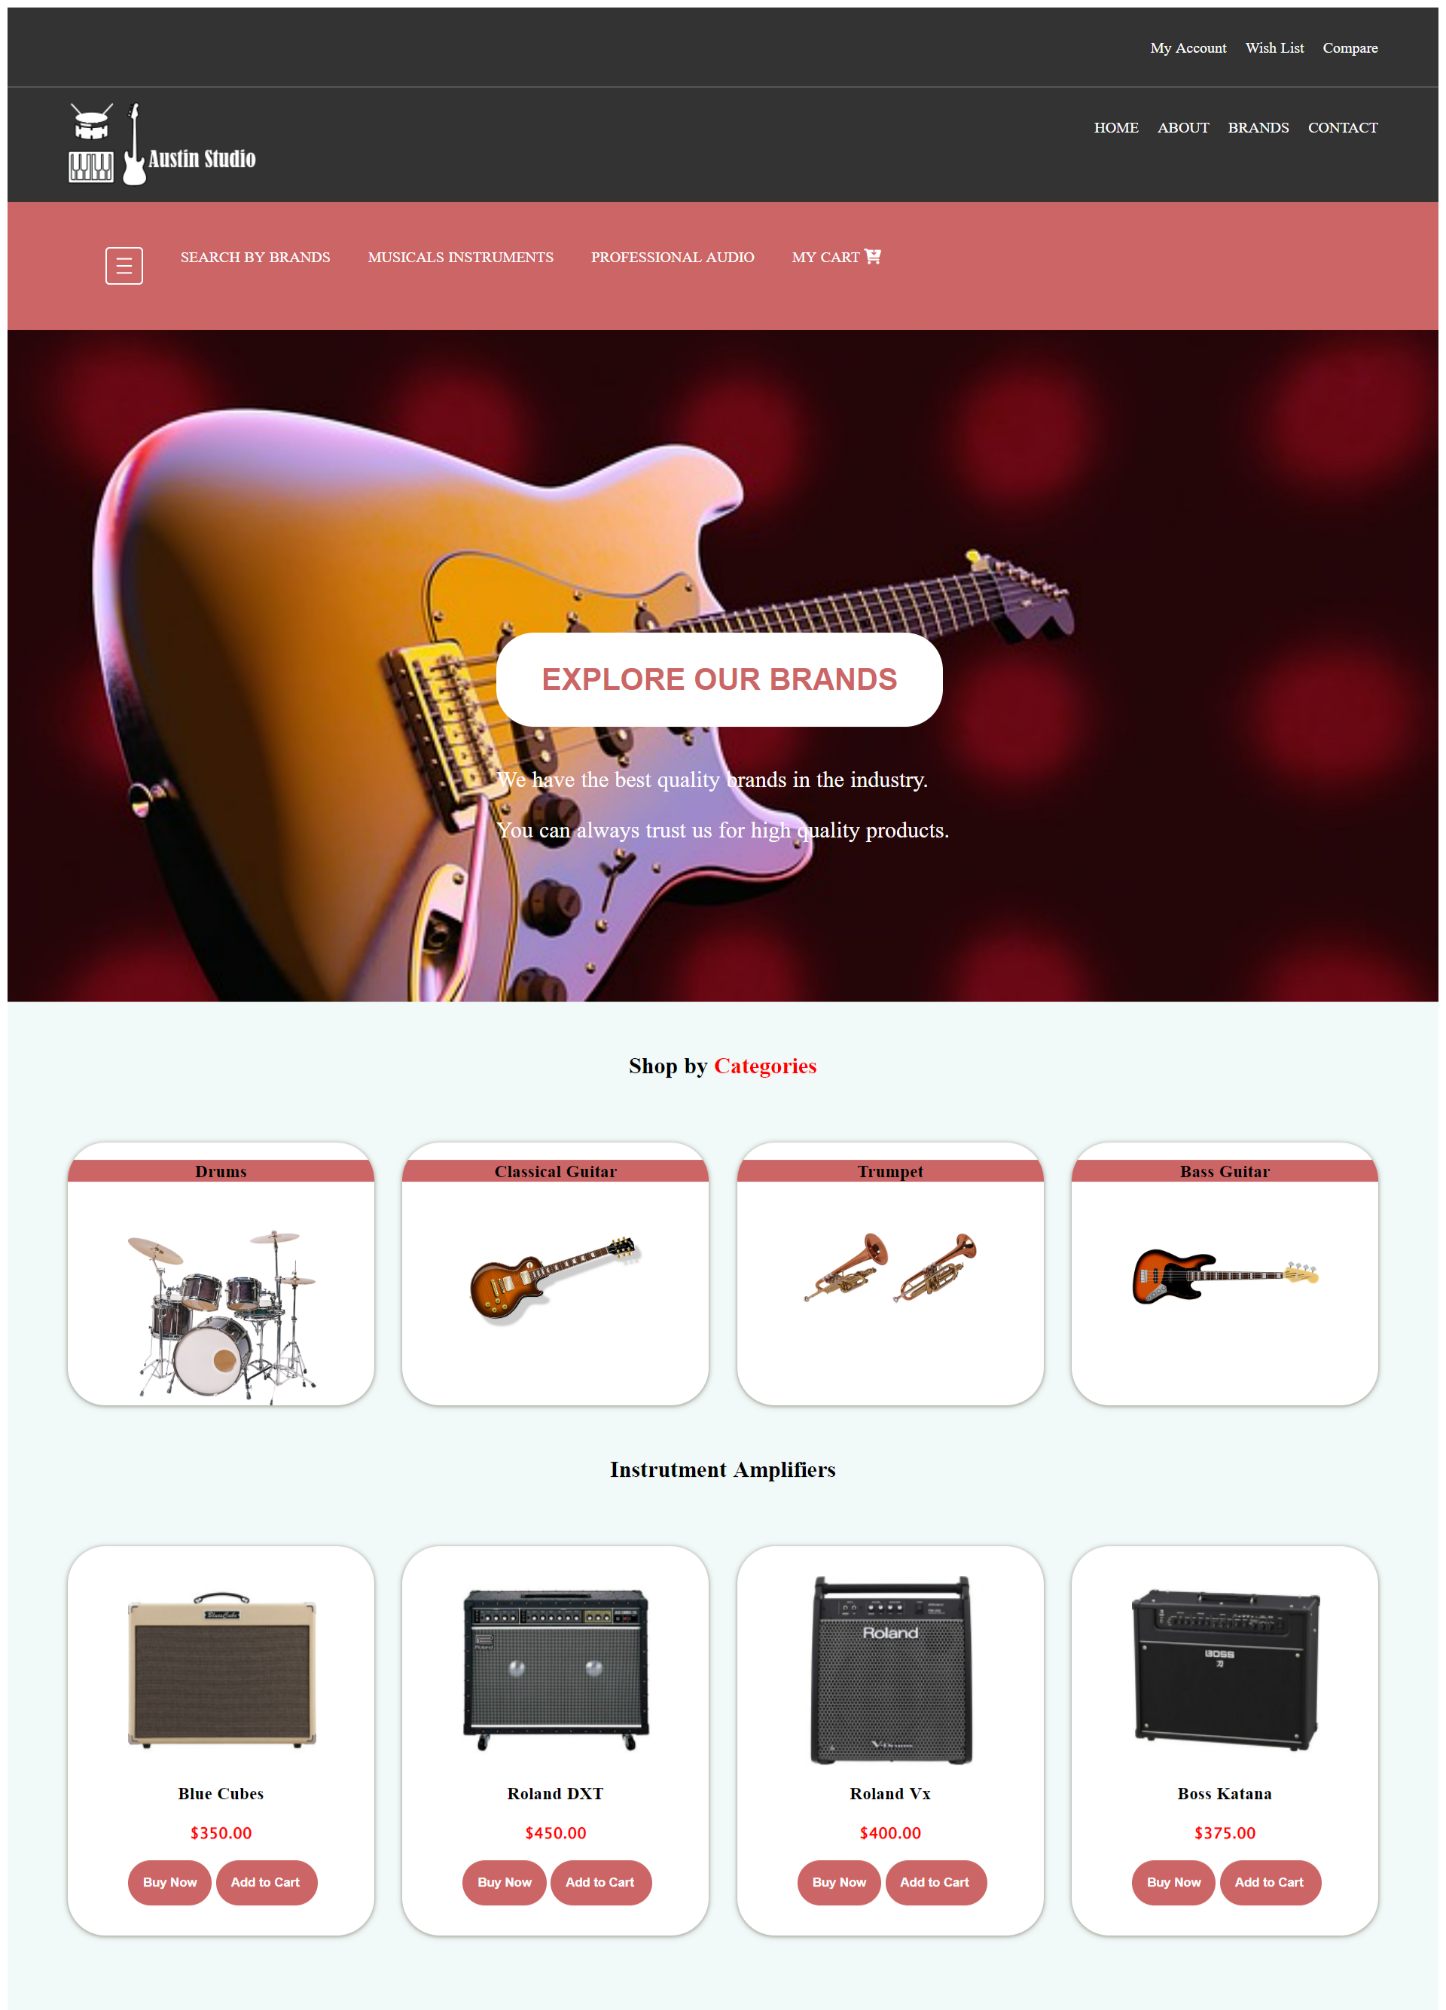 My Account Wish List Compare
Austin Studio
HOME ABOUT BRANDS CONTACT
SEARCH BY BRANDS MUSICALS INSTRUMENTS PROFESSIONAL AUDIO MY CART
EXPLORE OUR BRANDS
We have the best quality brands in the industry.
You can always trust us for high quality products.
Shop by Categories
Drums Classical Guitar Trumpet Bass Guitar
Instrutment Amplifiers
BluesCube
Roland
Roland
V-Drums
BOSS
Blue Cubes Roland DXT Roland Vx Boss Katana
$350.00 $450.00 $400.00 $375.00
Buy Now Add to Cart Buy Now Add to Cart Buy Now Add to Cart Buy Now Add to Cart